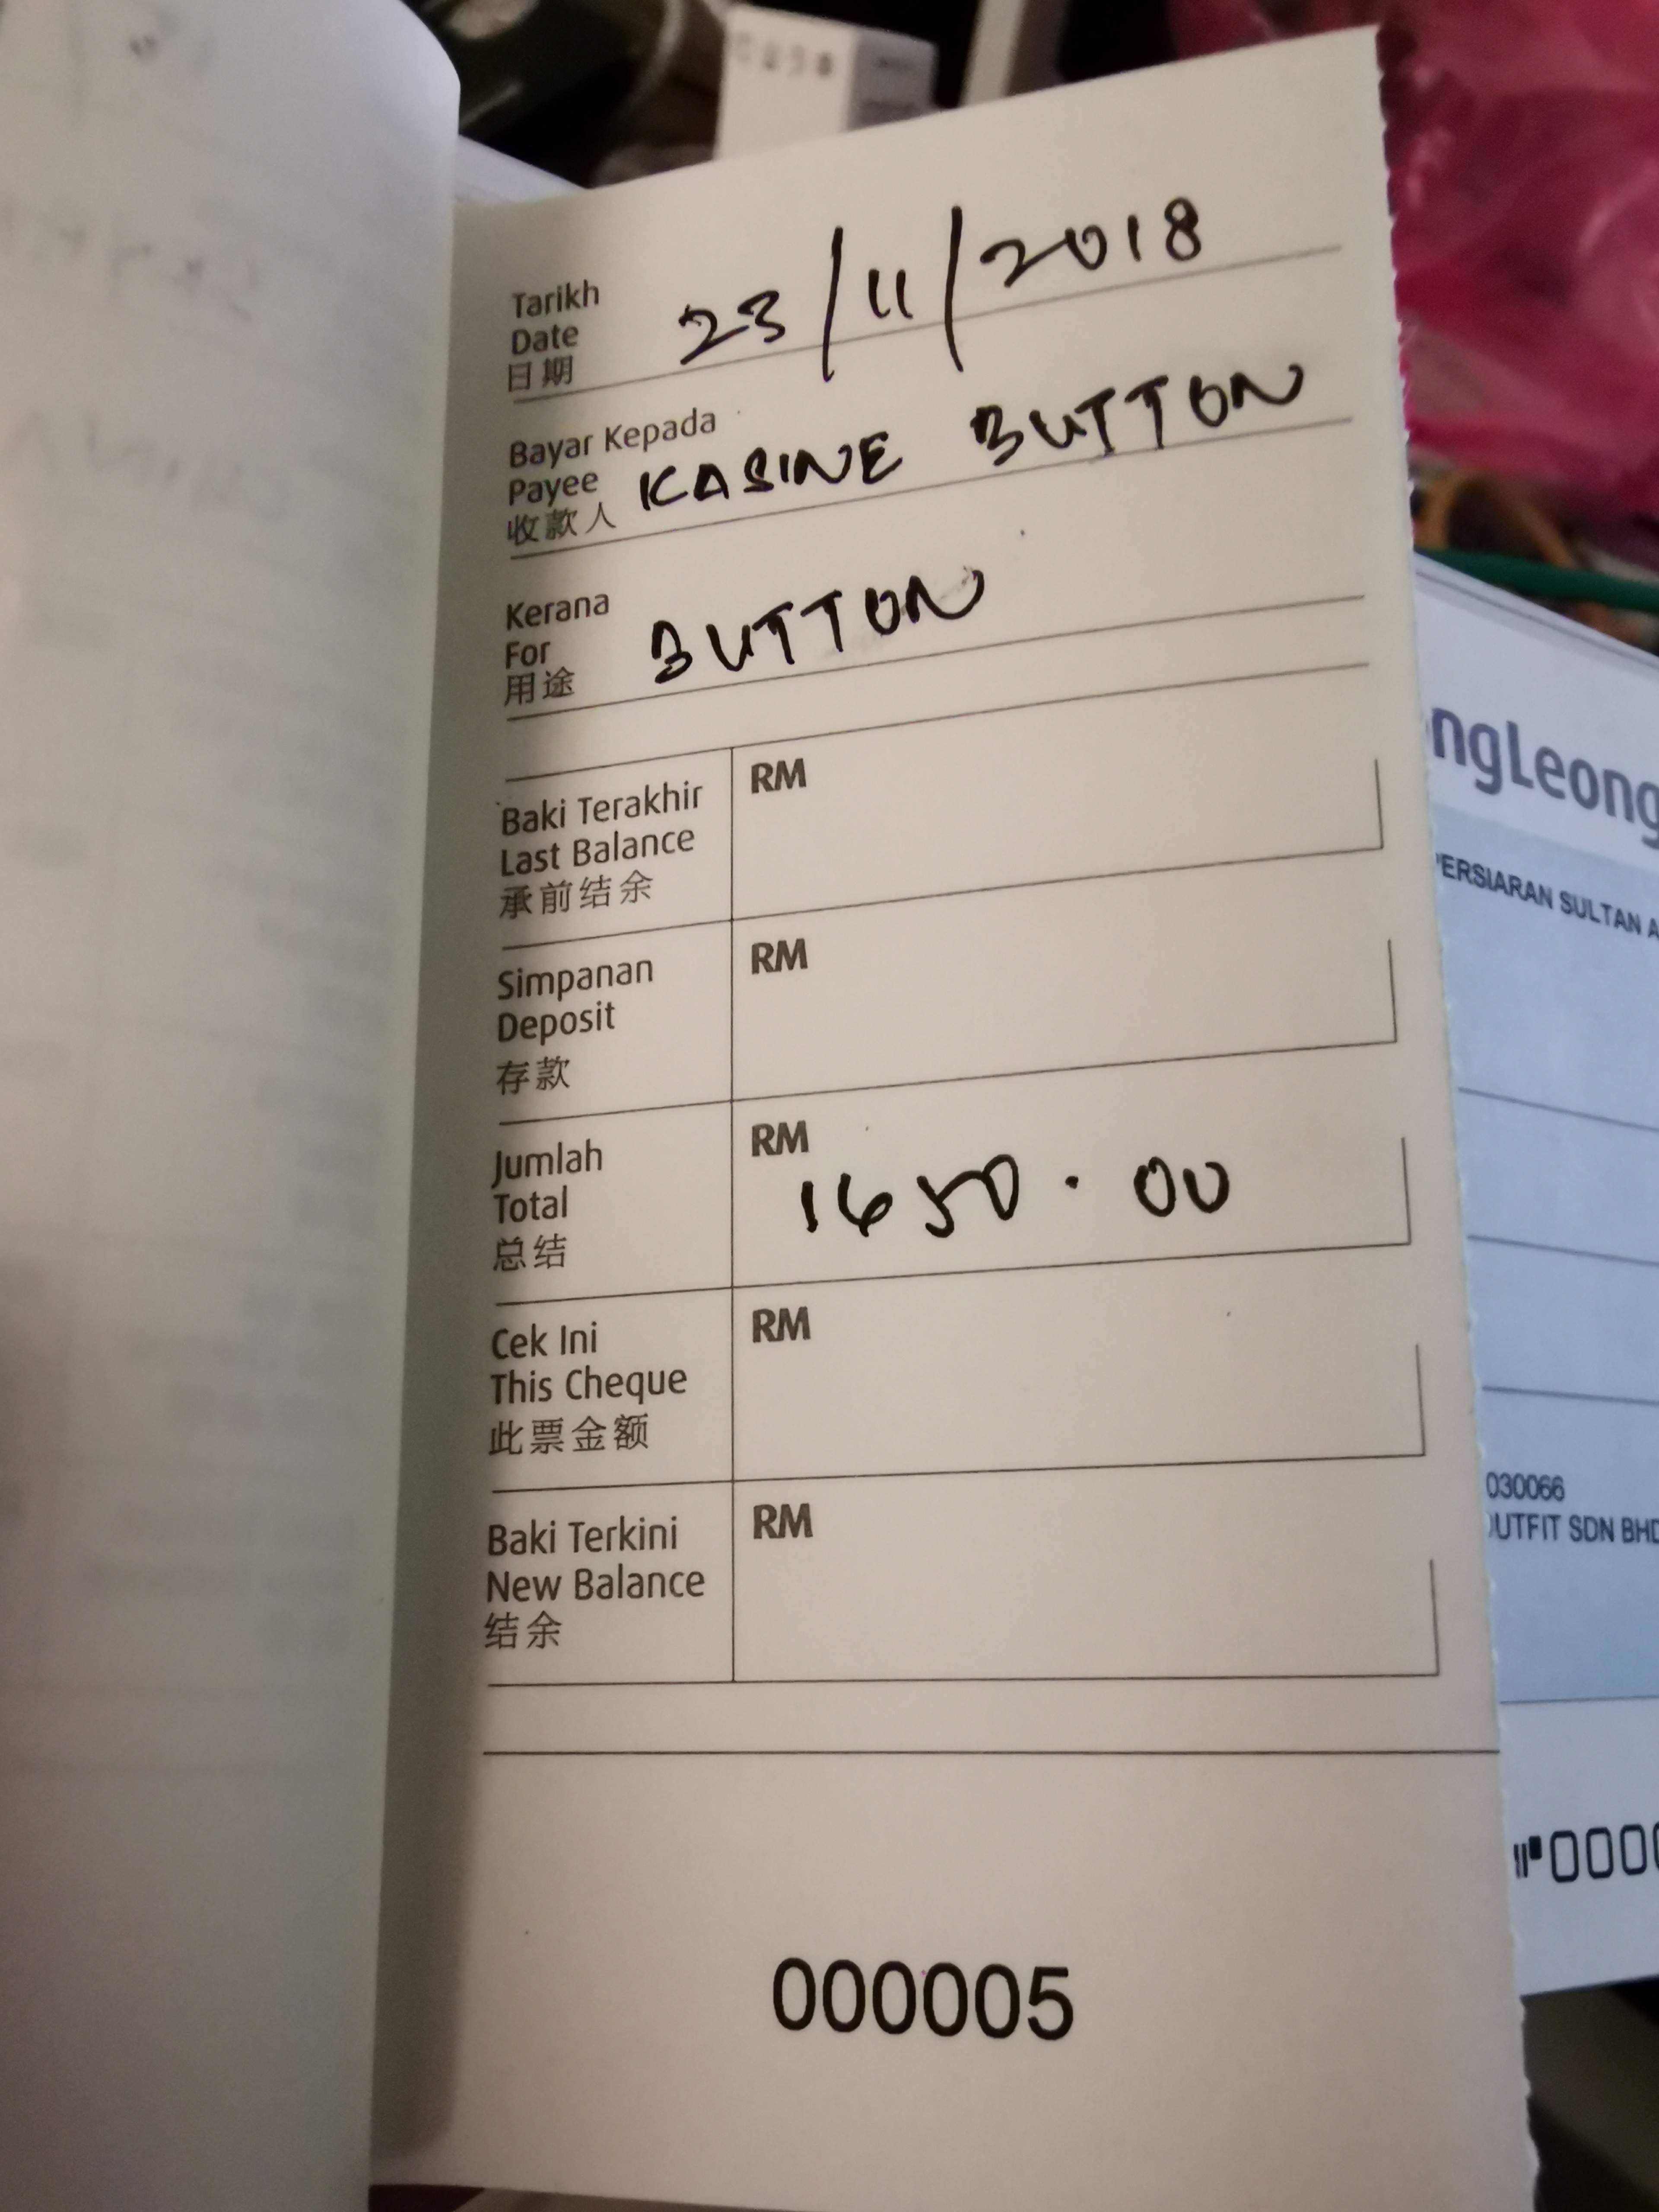 Tarikh
Date
日期
23/11/2018
Bayar Kepada
Payee
收款人
KASINE BUTTON
Kerana
For
用途
BUTTON
Baki Terakhir
Last Balance
承前结余
RM
Simpanan
Deposit
存款
RM
Jumlah
Total
总结
RM
1650.00
Cek Ini
This Cheque
此票金额
RM
Baki Terkini
New Balance
结余
RM
000005
ngLeong
PERSIARAN SULTAN A
030066
OUTFIT SDN BHD
⑈000